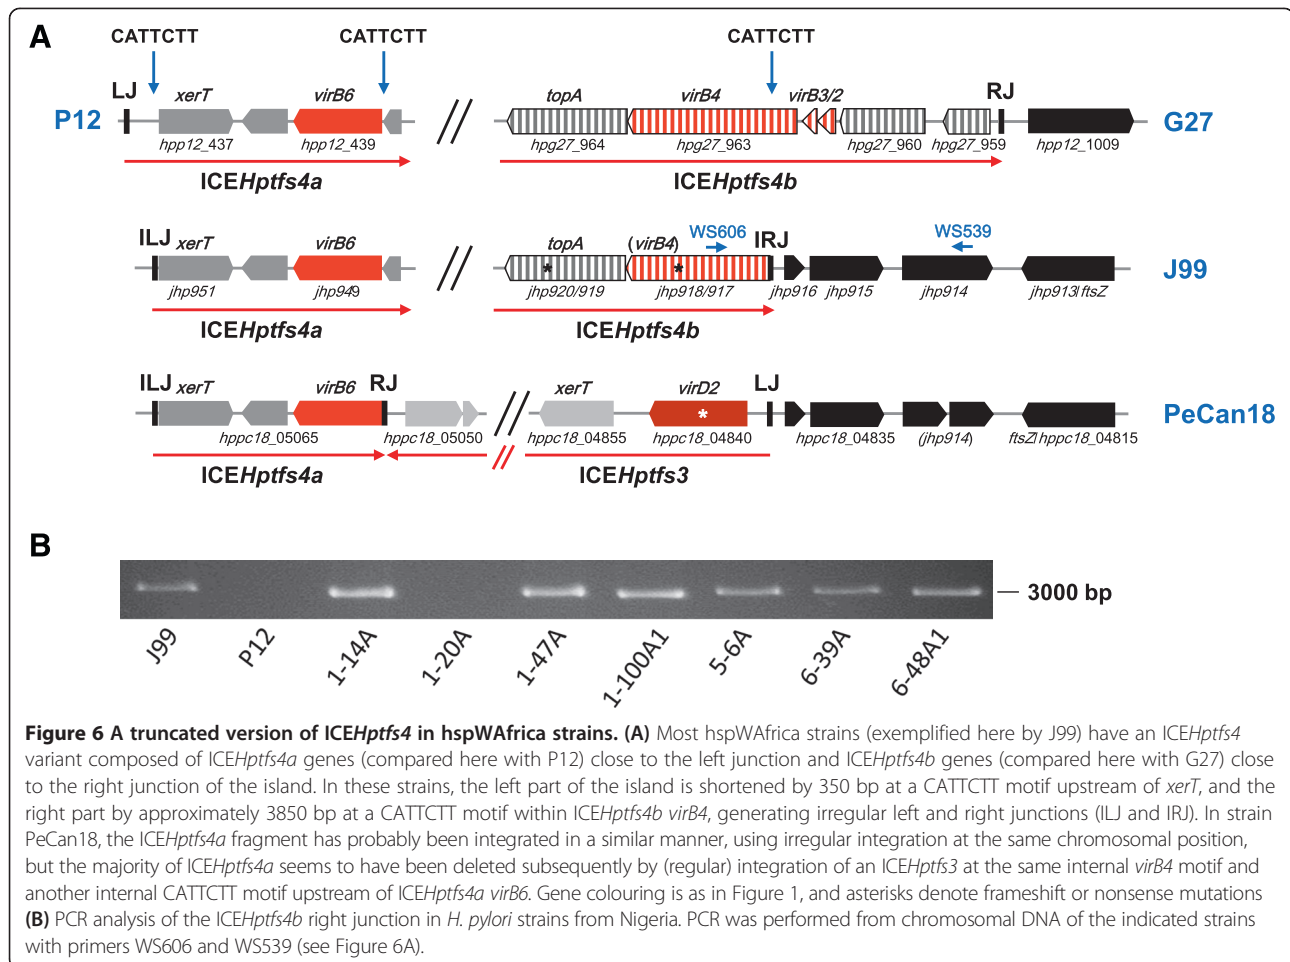 A
CATTCTT CATTCTT CATTCTT
LJ xerT virB6 topA virB4 virB3/2 RJ
P12 G27
hpp12_437 hpp12_439 hpg27_964 hpg27_963 hpg27_960 hpg27_959 hpp12_1009
ICEHptfs4a ICEHptfs4b
WS606 WS539
ILJ xerT virB6 topA (virB4) IRJ
* * J99
jhp951 jhp949 jhp920/919 jhp918/917 jhp916 jhp915 jhp914 jhp913/ftsZ
ICEHptfs4a ICEHptfs4b
ILJ xerT virB6 RJ xerT virD2 LJ
* PeCan18
hppc18_05065 hppc18_05050 hppc18_04855 hppc18_04840 hppc18_04835 (jhp914) ftsZ/hppc18_04815
ICEHptfs4a ICEHptfs3
B
3000 bp
J99 P12 1-14A 1-20A 1-47A 1-100A1 5-6A 6-39A 6-48A1
Figure 6 A truncated version of ICEHptfs4 in hspWAfrica strains. (A) Most hspWAfrica strains (exemplified here by J99) have an ICEHptfs4
variant composed of ICEHptfs4a genes (compared here with P12) close to the left junction and ICEHptfs4b genes (compared here with G27) close
to the right junction of the island. In these strains, the left part of the island is shortened by 350 bp at a CATTCTT motif upstream of xerT, and the
right part by approximately 3850 bp at a CATTCTT motif within ICEHptfs4b virB4, generating irregular left and right junctions (ILJ and IRJ). In strain
PeCan18, the ICEHptfs4a fragment has probably been integrated in a similar manner, using irregular integration at the same chromosomal position,
but the majority of ICEHptfs4a seems to have been deleted subsequently by (regular) integration of an ICEHptfs3 at the same internal virB4 motif and
another internal CATTCTT motif upstream of ICEHptfs4a virB6. Gene colouring is as in Figure 1, and asterisks denote frameshift or nonsense mutations
(B) PCR analysis of the ICEHptfs4b right junction in H. pylori strains from Nigeria. PCR was performed from chromosomal DNA of the indicated strains
with primers WS606 and WS539 (see Figure 6A).